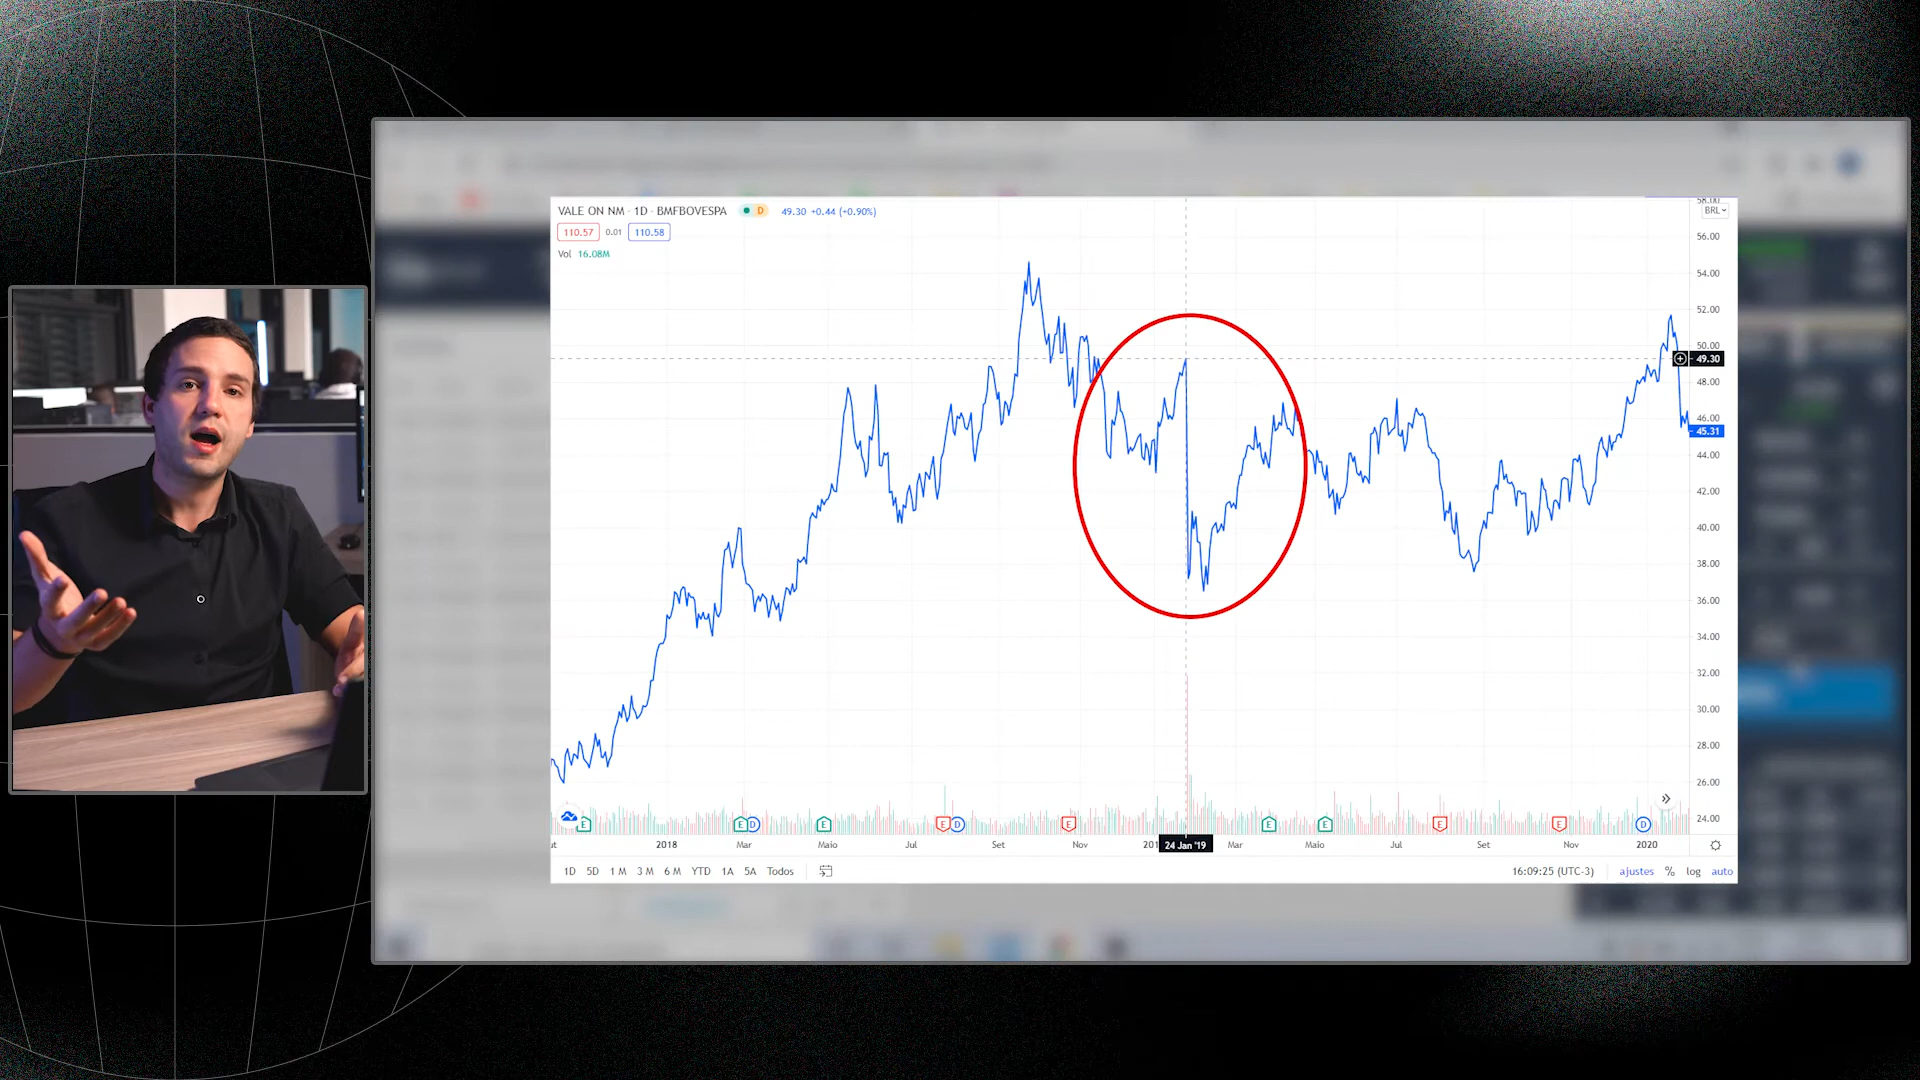 VALE ON NM · 1D · BMFBOVESPA D 49.30 +0.44 (+0.90%)
110.57 0.01 110.58
Vol 16.08M
58.00
BRL
56.00
54.00
52.00
50.00
49.30
48.00
46.00
45.31
44.00
42.00
40.00
38.00
36.00
34.00
32.00
30.00
28.00
26.00
24.00
E E D E E D E E E E E D
2018 Mar Maio Jul Set Nov 201 24 Jan '19 Mar Maio Jul Set Nov 2020
1D 5D 1 M 3 M 6 M YTD 1A 5A Todos 16:09:25 (UTC-3) ajustes % log auto